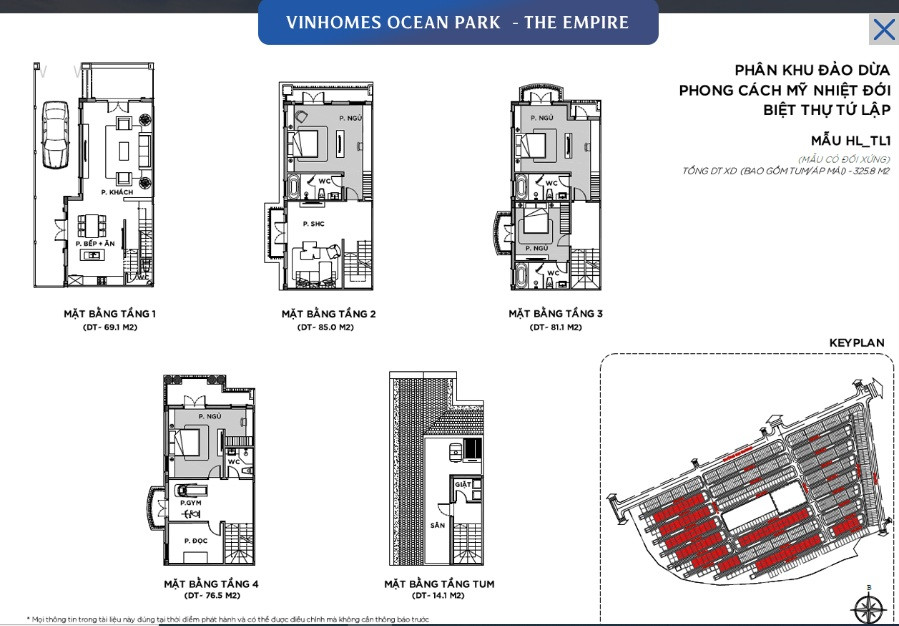 VINHOMES OCEAN PARK - THE EMPIRE
PHÂN KHU ĐẢO DỪA
PHONG CÁCH MỸ NHIỆT ĐỚI
BIỆT THỰ TỨ LẬP
MẪU HL_TL1
(MẪU CÓ ĐỐI XỨNG)
TỔNG DT XD (BAO GỒM TUM/ÁP MÁI) - 325.8 M2
P. KHÁCH
P. BẾP + ĂN
WC
MẶT BẰNG TẦNG 1
(DT- 69.1 M2)
P. NGỦ
WC
P. SHC
MẶT BẰNG TẦNG 2
(DT- 85.0 M2)
P. NGỦ
WC
P. NGỦ
WC
MẶT BẰNG TẦNG 3
(DT- 81.1 M2)
KEYPLAN
P. NGỦ
WC
P.GYM
P. ĐỌC
MẶT BẰNG TẦNG 4
(DT- 76.5 M2)
GIẶT
SÂN
MẶT BẰNG TẦNG TUM
(DT- 14.1 M2)
B
* Mọi thông tin trong tài liệu này đúng tại thời điểm phát hành và có thể được điều chỉnh mà không cần thông báo trước